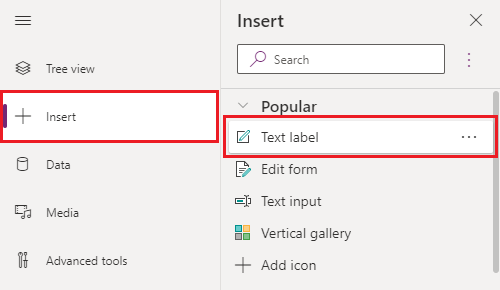 Tree view
Insert
Data
Media
Advanced tools
Insert
Search
Popular
Text label
Edit form
Text input
Vertical gallery
Add icon